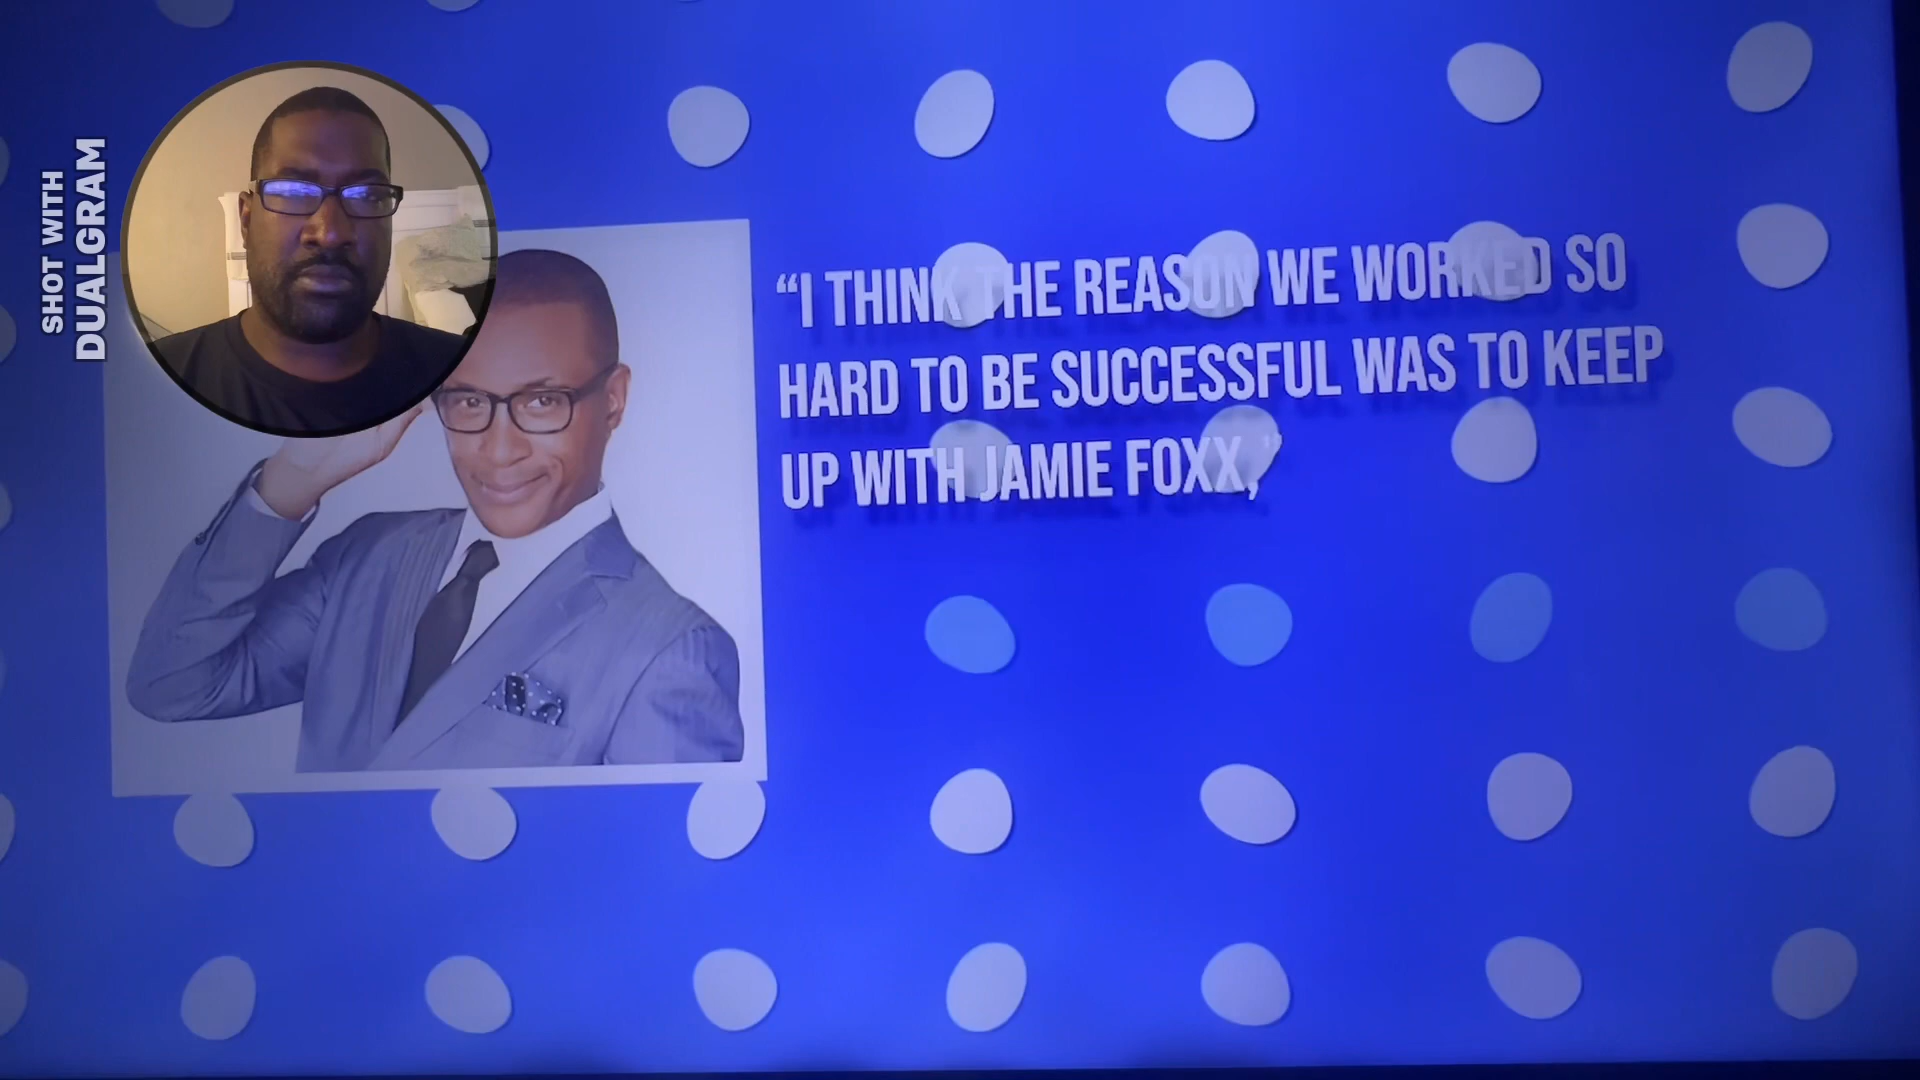 SHOT WITH
DUALGRAM
“I THINK THE REASON WE WORKED SO
HARD TO BE SUCCESSFUL WAS TO KEEP
UP WITH JAMIE FOXX,”